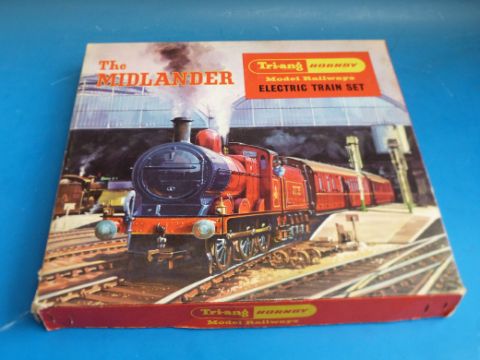 The
MIDLANDER
Tri-ang HORNBY
Model Railways
ELECTRIC TRAIN SET
Tri-ang HORNBY
Model Railways